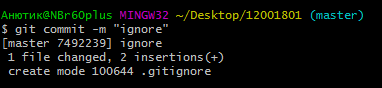 Анютик@NBr60plus MINGW32 ~/Desktop/12001801 (master)
$ git commit -m "ignore"
[master 7492239] ignore
 1 file changed, 2 insertions(+)
 create mode 100644 .gitignore